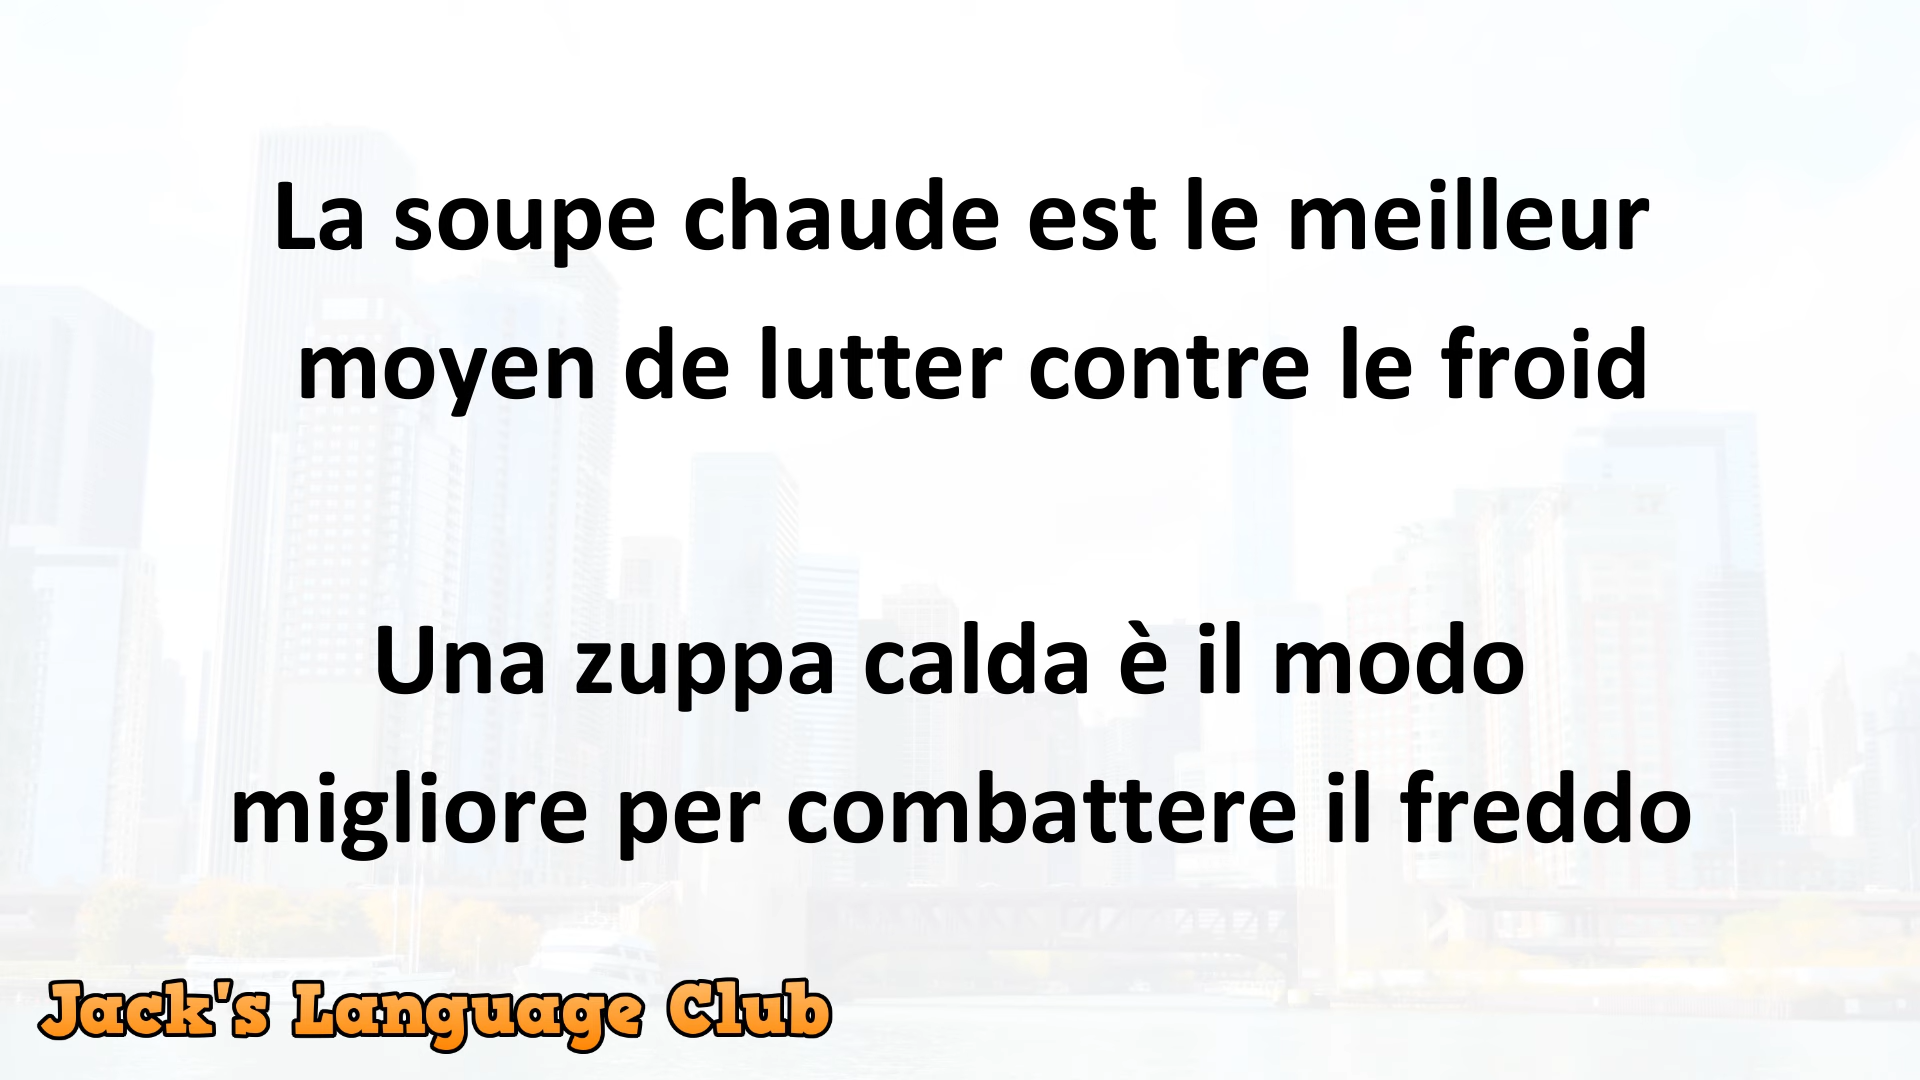 La soupe chaude est le meilleur
moyen de lutter contre le froid
Una zuppa calda è il modo
migliore per combattere il freddo
Jack's Language Club